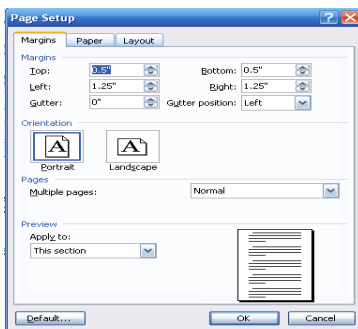 Page Setup
Margins Paper Layout
Margins
Top: 0.5" Bottom: 0.5"
Left: 1.25" Right: 1.25"
Gutter: 0" Gutter position: Left
Orientation
A A
Portrait Landscape
Pages
Multiple pages: Normal
Preview
Apply to:
This section
Default... OK Cancel